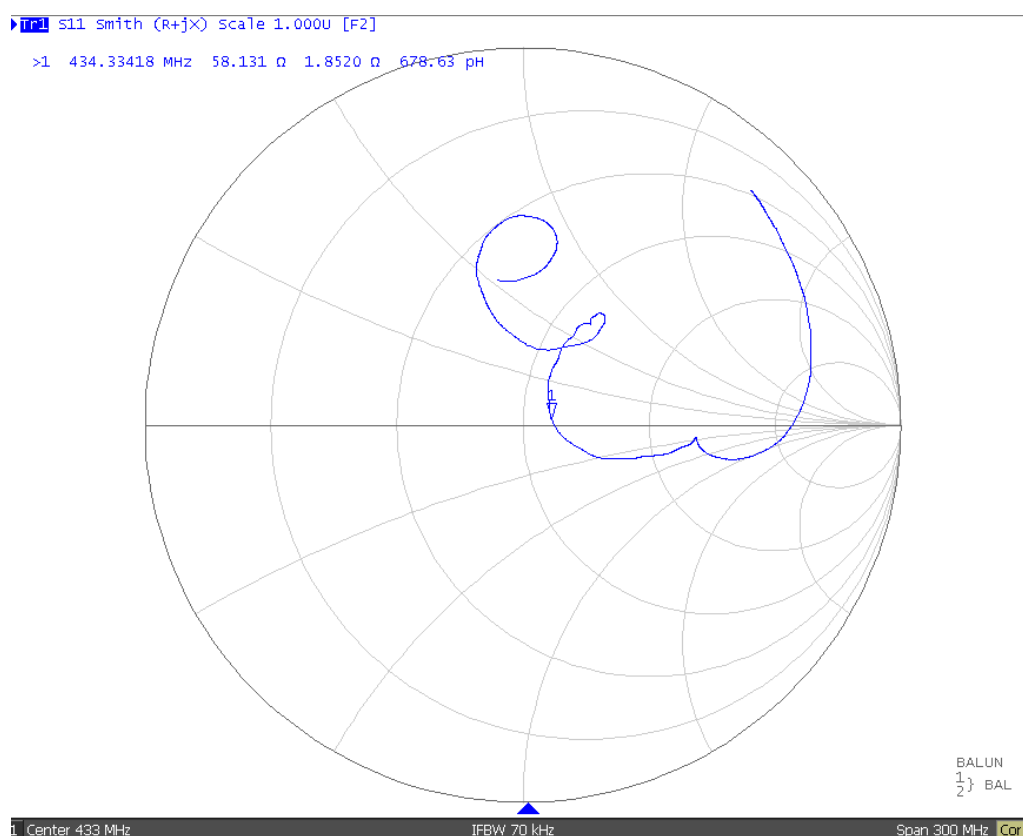 Tr1 S11 Smith (R+jX) Scale 1.000U [F2]
>1 434.33418 MHz 58.131 Ω 1.8520 Ω 678.63 pH
BALUN
1
2} BAL
1 Center 433 MHz IFBW 70 kHz Span 300 MHz Cor